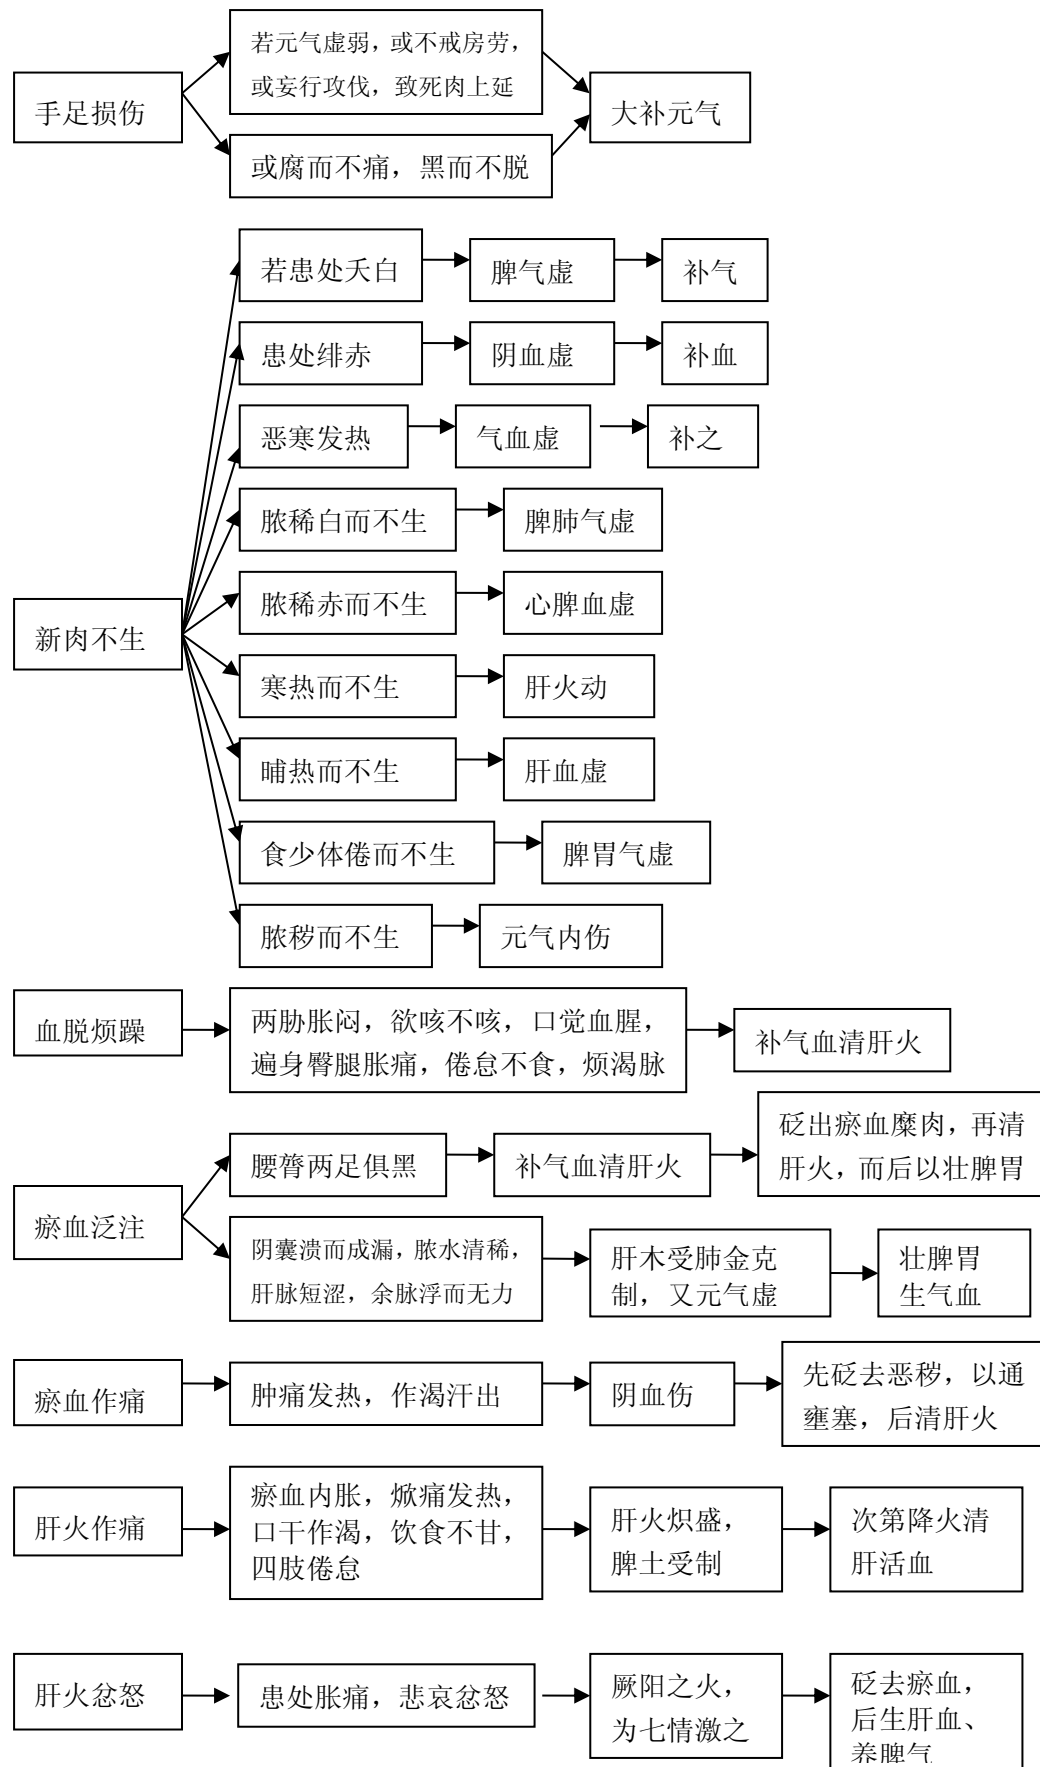 手足损伤
若元气虚弱，或不戒房劳，
或妄行攻伐，致死肉上延
或腐而不痛，黑而不脱
大补元气
新肉不生
若患处夭白
脾气虚
补气
患处绯赤
阴血虚
补血
恶寒发热
气血虚
补之
脓稀白而不生
脾肺气虚
脓稀赤而不生
心脾血虚
寒热而不生
肝火动
晡热而不生
肝血虚
食少体倦而不生
脾胃气虚
脓秽而不生
元气内伤
血脱烦躁
两胁胀闷，欲咳不咳，口觉血腥，
遍身臀腿胀痛，倦怠不食，烦渴脉
补气血清肝火
瘀血泛注
腰膂两足俱黑
补气血清肝火
砭出瘀血糜肉，再清
肝火，而后以壮脾胃
阴囊溃而成漏，脓水清稀，
肝脉短涩，余脉浮而无力
肝木受肺金克
制，又元气虚
壮脾胃
生气血
瘀血作痛
肿痛发热，作渴汗出
阴血伤
先砭去恶秽，以通
壅塞，后清肝火
肝火作痛
瘀血内胀，焮痛发热，
口干作渴，饮食不甘，
四肢倦怠
肝火炽盛，
脾土受制
次第降火清
肝活血
肝火忿怒
患处胀痛，悲哀忿怒
厥阳之火，
为七情激之
砭去瘀血，
后生肝血、
养脾气